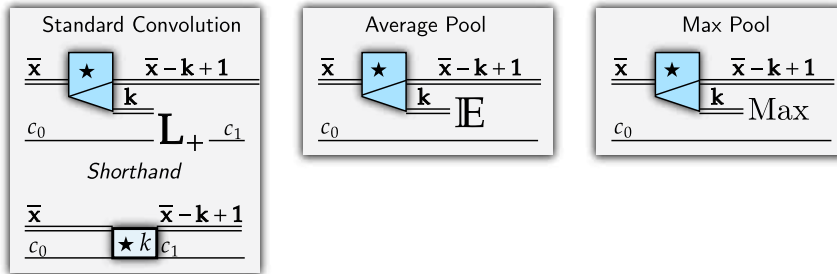 Standard Convolution
x̅ ★ x̅ − k + 1
k
c₀ L₊ c₁
Shorthand
x̅ x̅ − k + 1
c₀ ★ k c₁
Average Pool
x̅ ★ x̅ − k + 1
k 𝔼
c₀
Max Pool
x̅ ★ x̅ − k + 1
k Max
c₀